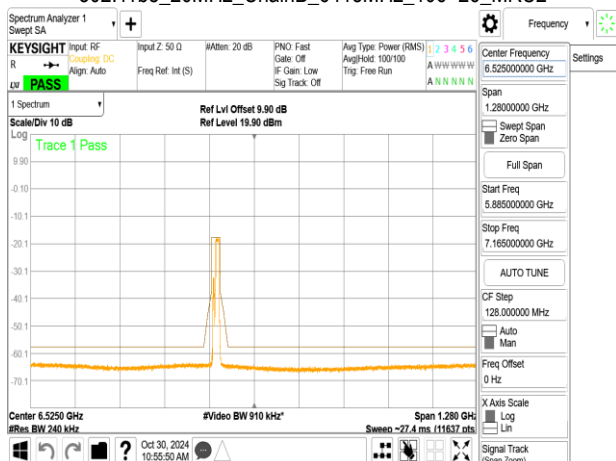 Spectrum Analyzer 1
Swept SA
Frequency
KEYSIGHT
R
LXI
PASS
Input: RF
Coupling: DC
Align: Auto
Input Z: 50 Ω
Freq Ref: Int (S)
#Atten: 20 dB
PNO: Fast
Gate: Off
IF Gain: Low
Sig Track: Off
Avg Type: Power (RMS)
Avg|Hold: 100/100
Trig: Free Run
1 2 3 4 5 6
A W W W W W
A N N N N N
1 Spectrum
Scale/Div 10 dB
Ref Lvl Offset 9.90 dB
Ref Level 19.90 dBm
Log
Trace 1 Pass
9.90
-0.10
-10.1
-20.1
-30.1
-40.1
-50.1
-60.1
-70.1
Center 6.5250 GHz
#Res BW 240 kHz
#Video BW 910 kHz*
Span 1.280 GHz
Sweep ~27.4 ms (11637 pts
Oct 30, 2024
10:55:50 AM
Center Frequency
6.525000000 GHz
Settings
Span
1.28000000 GHz
Swept Span
Zero Span
Full Span
Start Freq
5.885000000 GHz
Stop Freq
7.165000000 GHz
AUTO TUNE
CF Step
128.000000 MHz
Auto
Man
Freq Offset
0 Hz
X Axis Scale
Log
Lin
Signal Track
(Span Zoom)